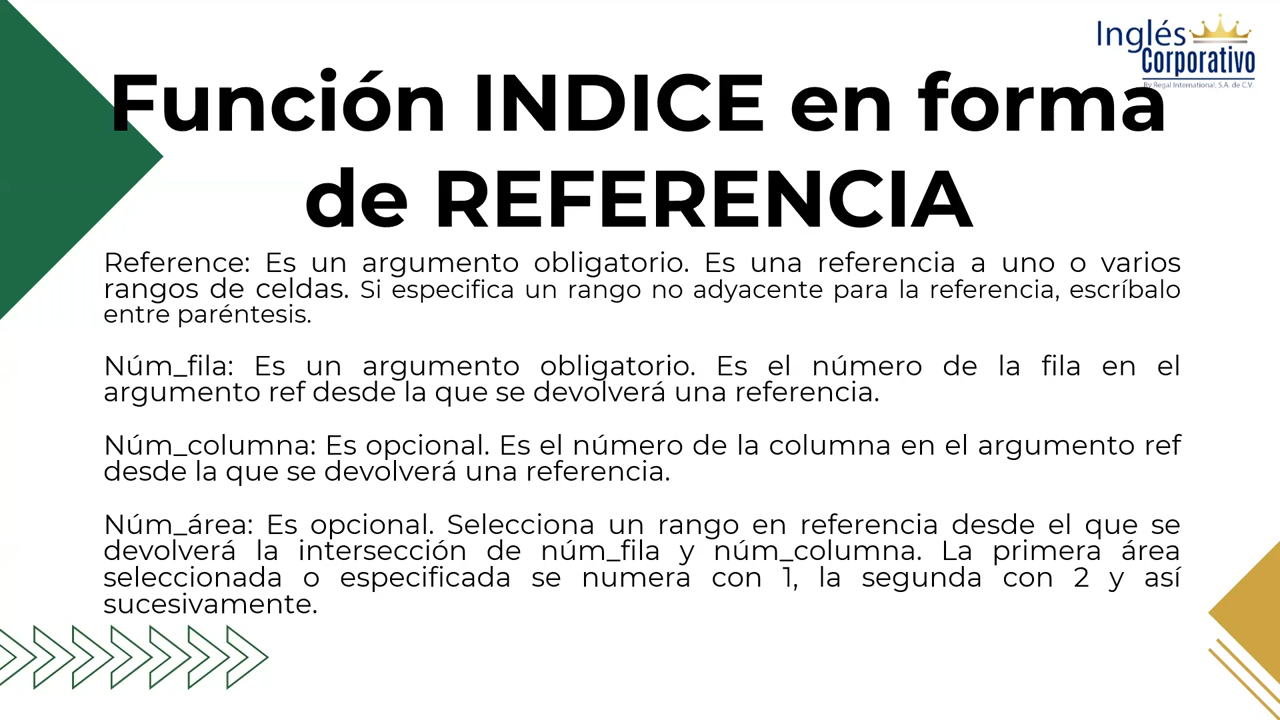 Inglés
Corporativo
By Regal International, S.A. de C.V.
Función INDICE en forma
de REFERENCIA
Reference: Es un argumento obligatorio. Es una referencia a uno o varios
rangos de celdas. Si especifica un rango no adyacente para la referencia, escríbalo
entre paréntesis.
Núm_fila: Es un argumento obligatorio. Es el número de la fila en el
argumento ref desde la que se devolverá una referencia.
Núm_columna: Es opcional. Es el número de la columna en el argumento ref
desde la que se devolverá una referencia.
Núm_área: Es opcional. Selecciona un rango en referencia desde el que se
devolverá la intersección de núm_fila y núm_columna. La primera área
seleccionada o especificada se numera con 1, la segunda con 2 y así
sucesivamente.